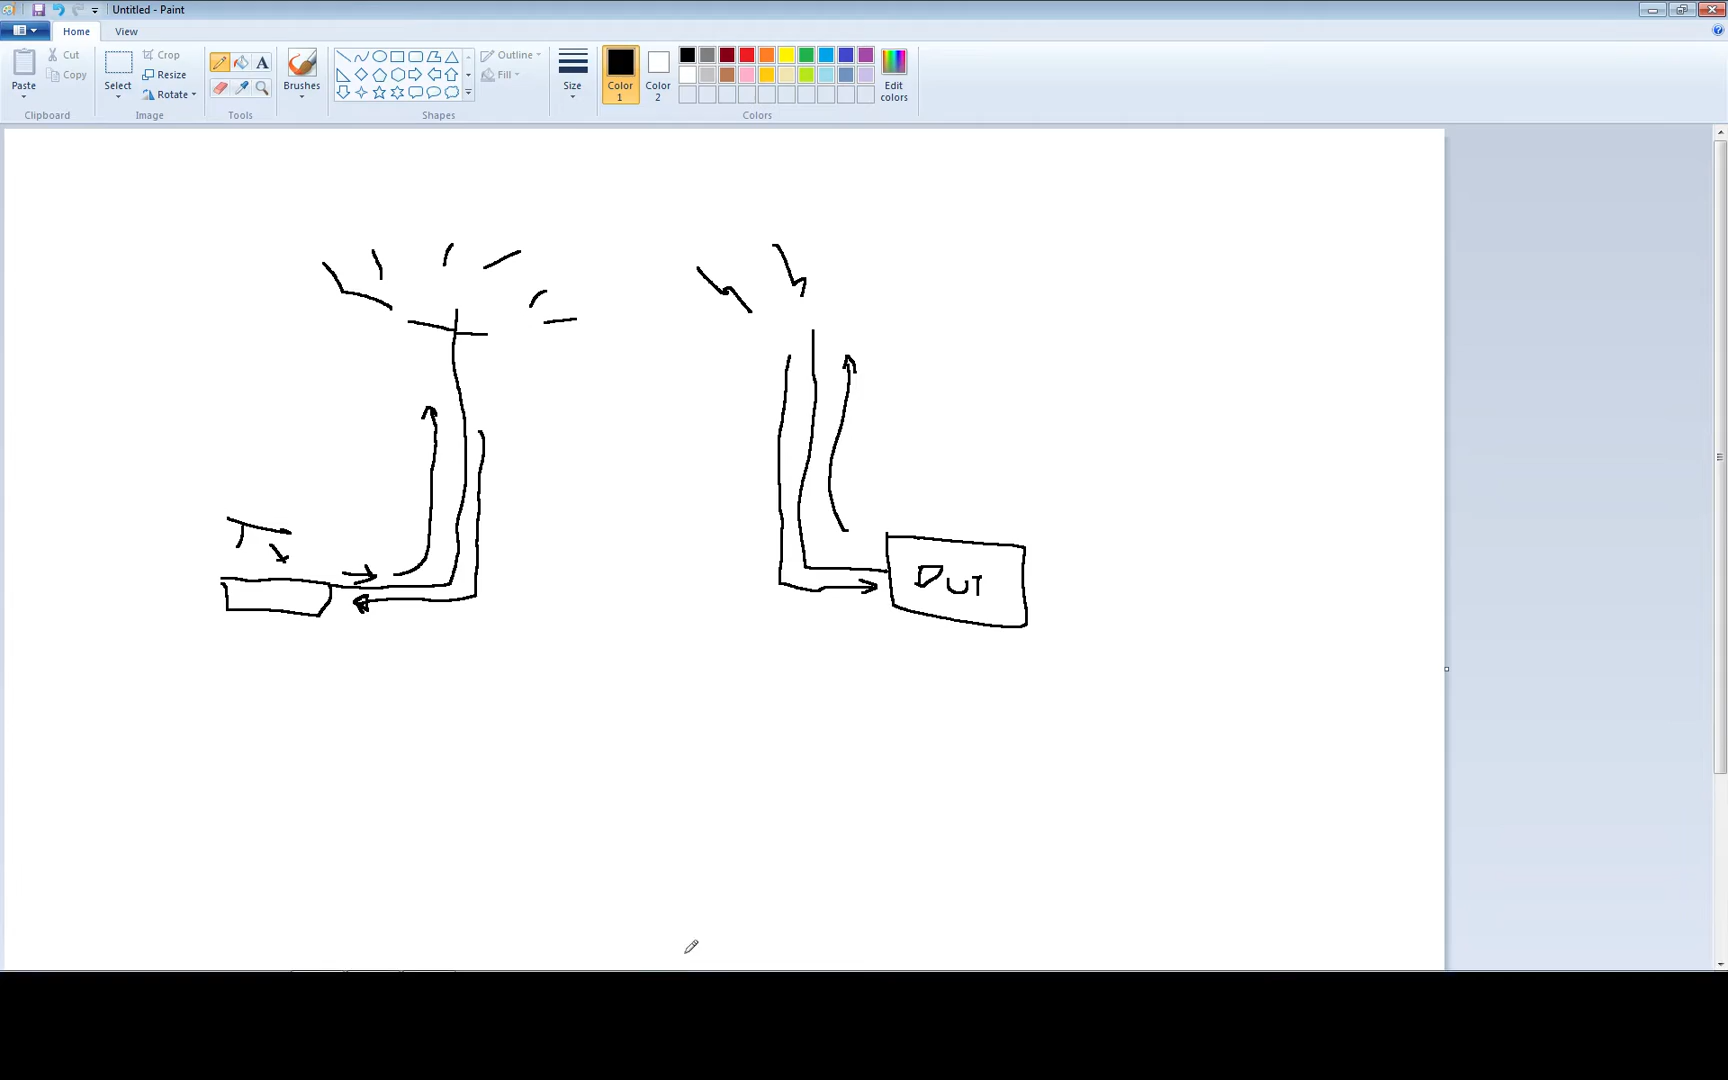 Untitled - Paint
Home
View
Paste
Cut
Copy
Clipboard
Select
Crop
Resize
Rotate
Image
A
Tools
Brushes
Outline
Fill
Shapes
Size
Color 1
Color 2
Edit colors
Colors
DUT